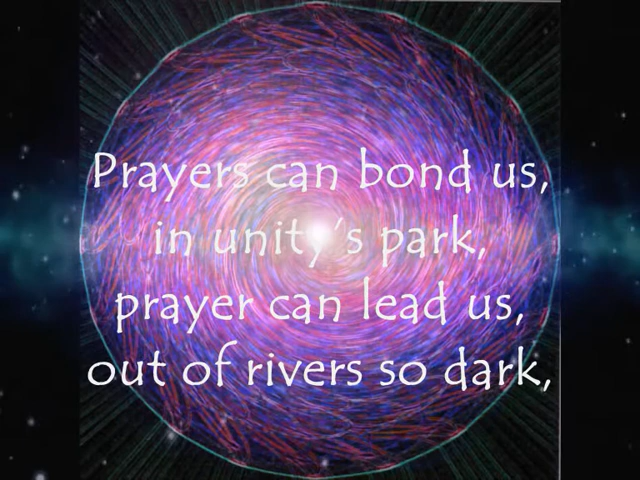 Prayers can bond us,
in unity's park,
prayer can lead us,
out of rivers so dark,